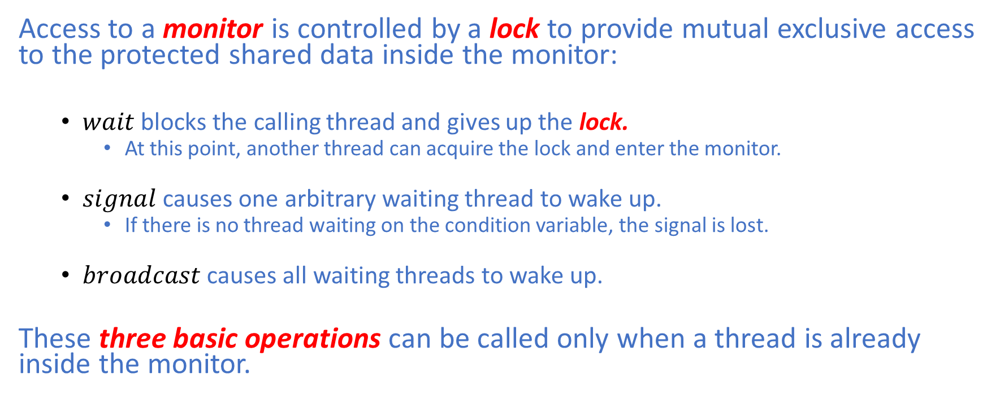 Access to a monitor is controlled by a lock to provide mutual exclusive access
to the protected shared data inside the monitor:
• wait blocks the calling thread and gives up the lock.
• At this point, another thread can acquire the lock and enter the monitor.
• signal causes one arbitrary waiting thread to wake up.
• If there is no thread waiting on the condition variable, the signal is lost.
• broadcast causes all waiting threads to wake up.
These three basic operations can be called only when a thread is already
inside the monitor.